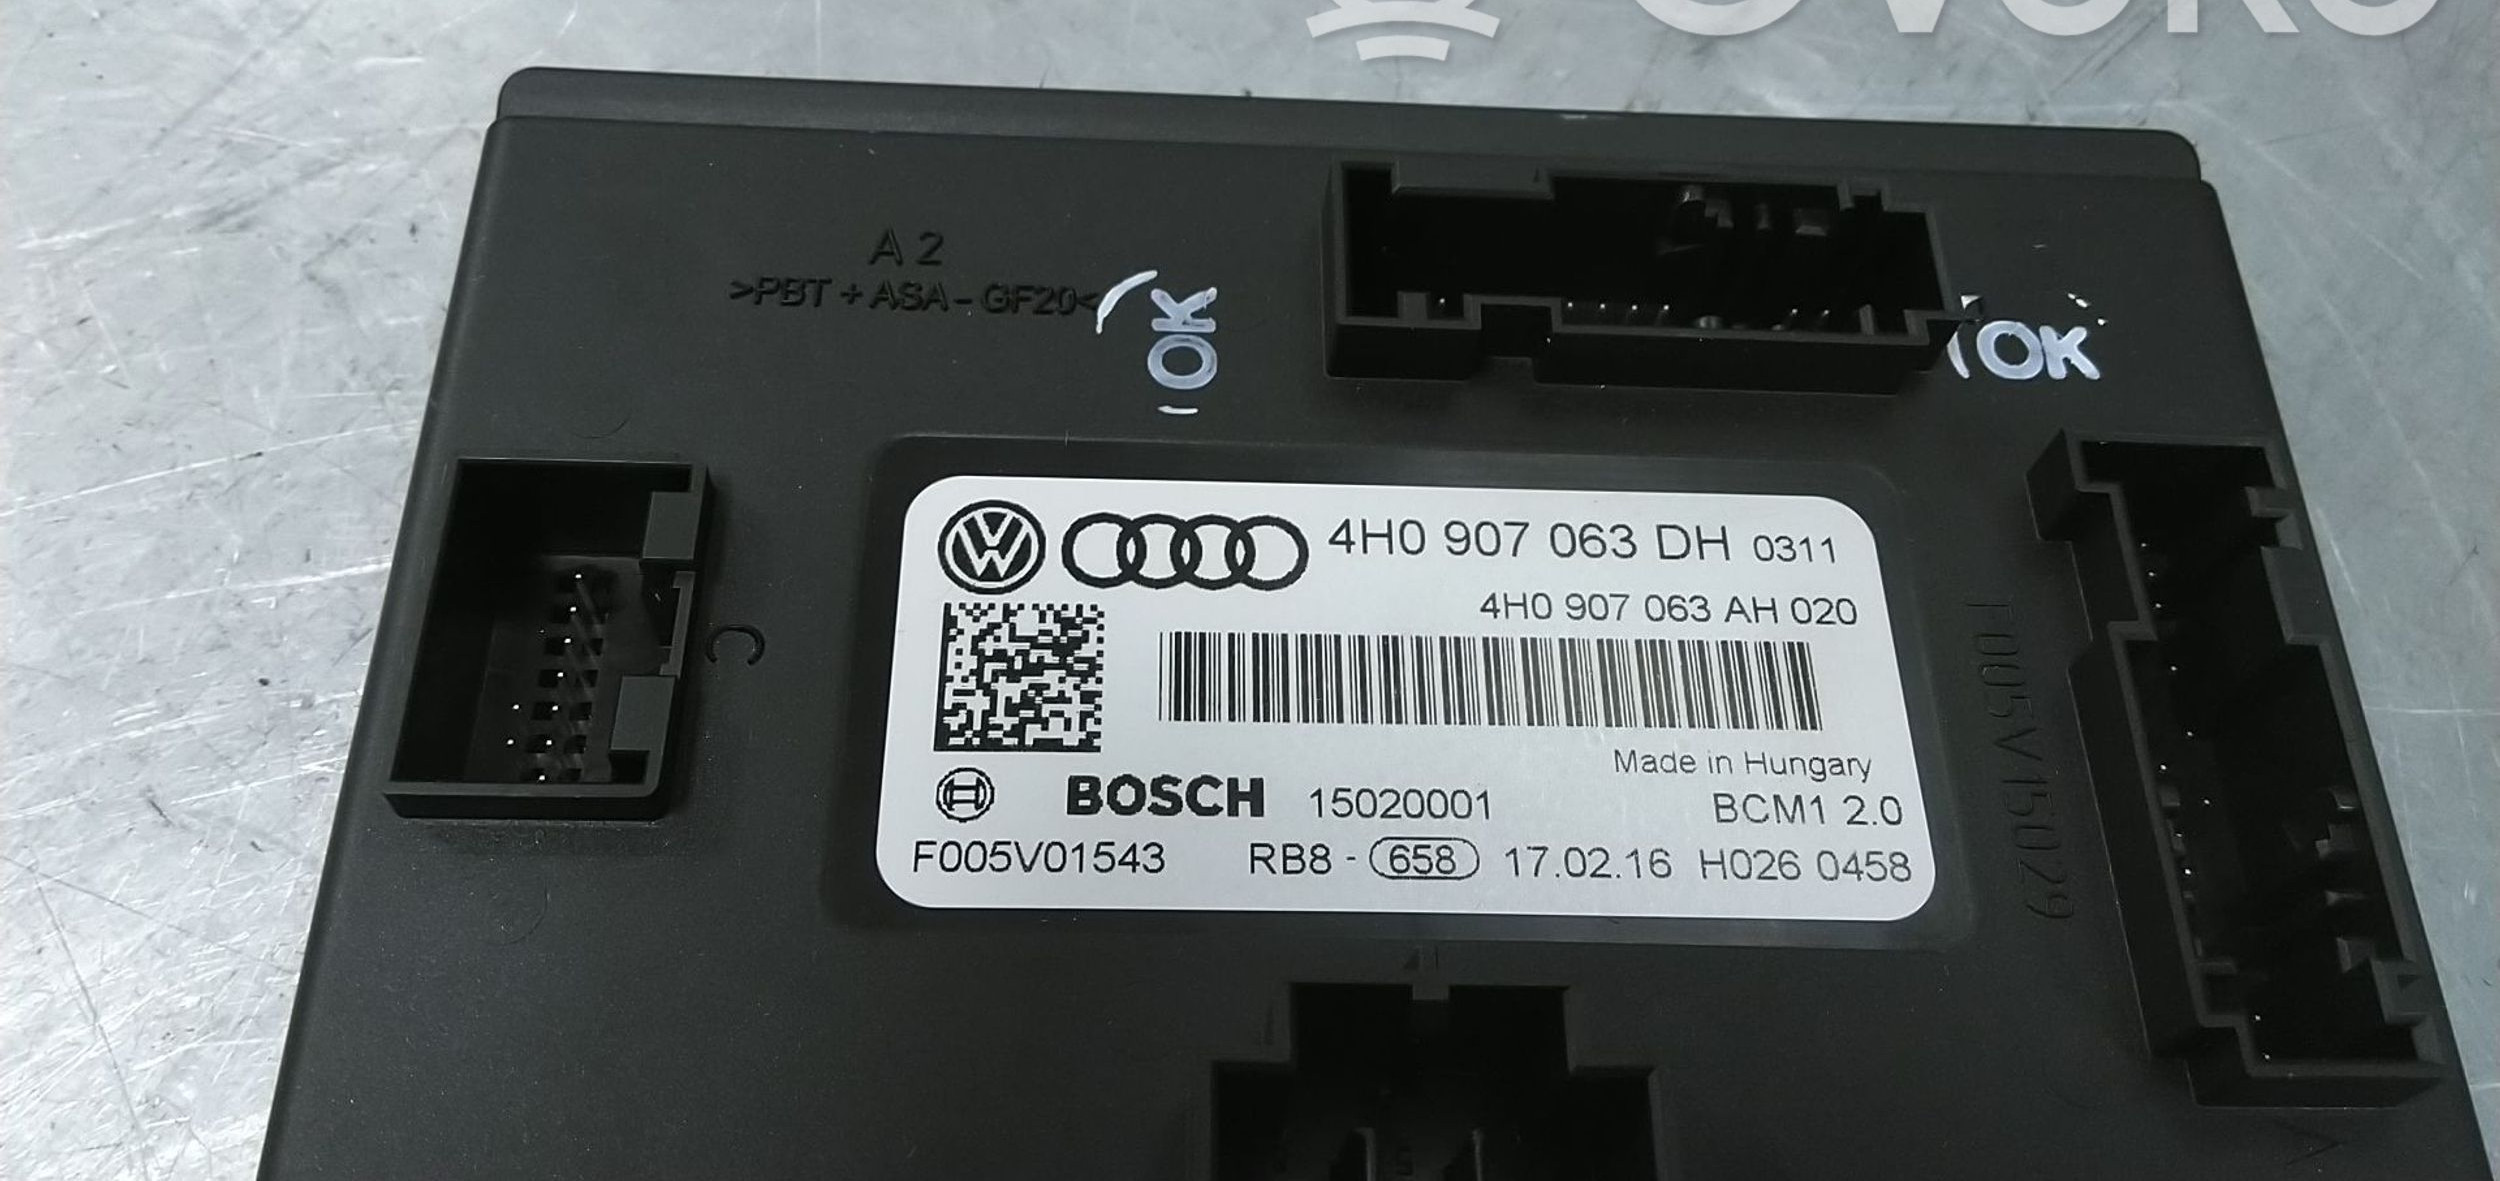 OVOKO
A 2
>PBT + ASA - GF20<
OK
OK
C
4H0 907 063 DH 0311
4H0 907 063 AH 020
Made in Hungary
BOSCH 15020001 BCM1 2.0
F005V01543 RB8 - 658 17.02.16 H026 0458
F005V15029